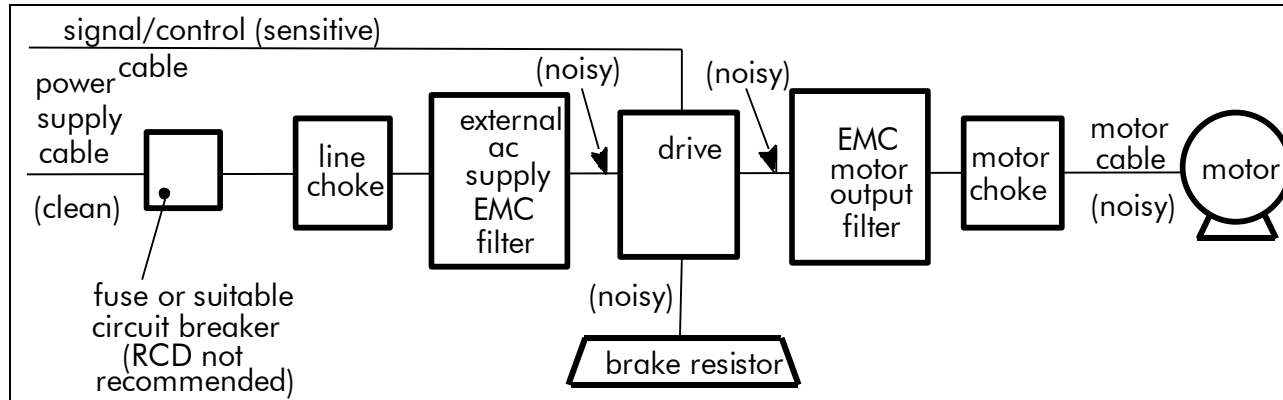 signal/control (sensitive)
cable
power
supply
cable
(clean)
fuse or suitable
circuit breaker
(RCD not
recommended)
line
choke
external
ac
supply
EMC
filter
(noisy)
drive
(noisy)
brake resistor
(noisy)
EMC
motor
output
filter
motor
choke
motor
cable
(noisy)
motor